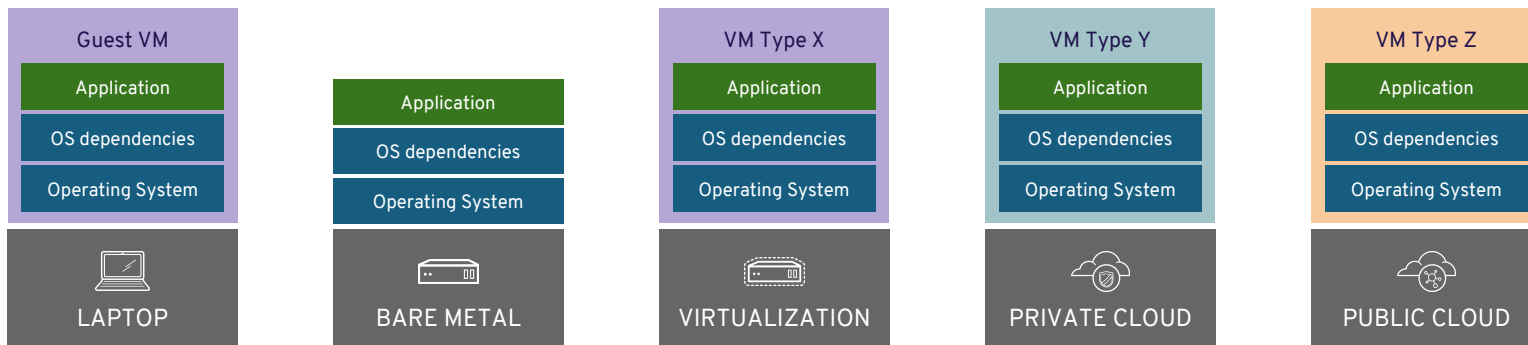 Guest VM
Application
OS dependencies
Operating System
LAPTOP
Application
OS dependencies
Operating System
BARE METAL
VM Type X
Application
OS dependencies
Operating System
VIRTUALIZATION
VM Type Y
Application
OS dependencies
Operating System
PRIVATE CLOUD
VM Type Z
Application
OS dependencies
Operating System
PUBLIC CLOUD